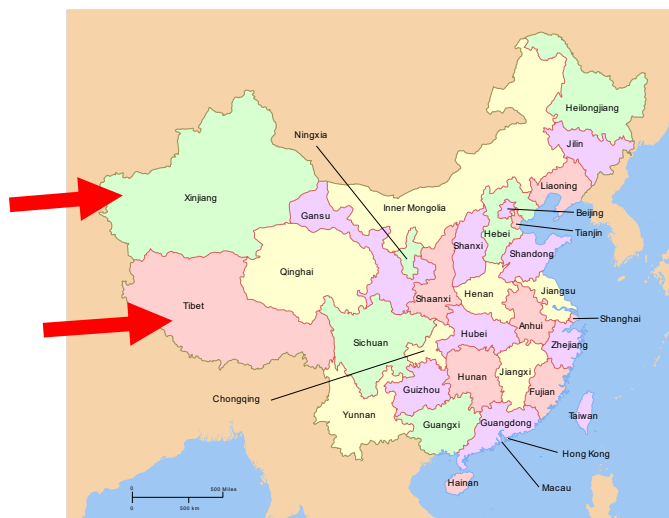 Heilongjiang
Ningxia
Jilin
Liaoning
Xinjiang
Inner Mongolia
Gansu
Beijing
Hebei
Tianjin
Shanxi
Shandong
Qinghai
Jiangsu
Henan
Shaanxi
Tibet
Shanghai
Anhui
Hubei
Sichuan
Zhejiang
Jiangxi
Hunan
Guizhou
Fujian
Chongqing
Yunnan
Taiwan
Guangdong
Guangxi
Hong Kong
Hainan
Macau
0 500 Miles
0 500 km